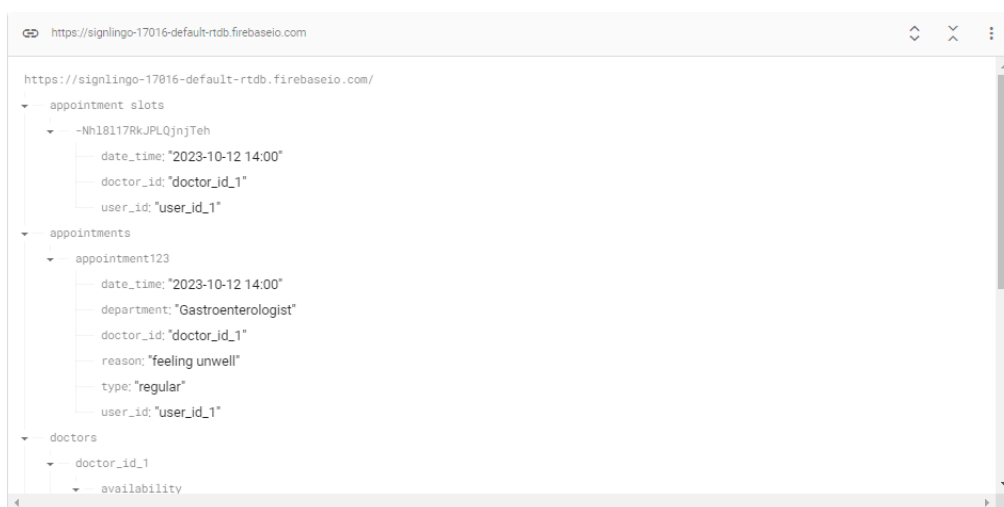 https://signlingo-17016-default-rtdb.firebaseio.com
https://signlingo-17016-default-rtdb.firebaseio.com/
appointment slots
-Nhl8l17RkJPLQjnjTeh
date_time: "2023-10-12 14:00"
doctor_id: "doctor_id_1"
user_id: "user_id_1"
appointments
appointment123
date_time: "2023-10-12 14:00"
department: "Gastroenterologist"
doctor_id: "doctor_id_1"
reason: "feeling unwell"
type: "regular"
user_id: "user_id_1"
doctors
doctor_id_1
availability